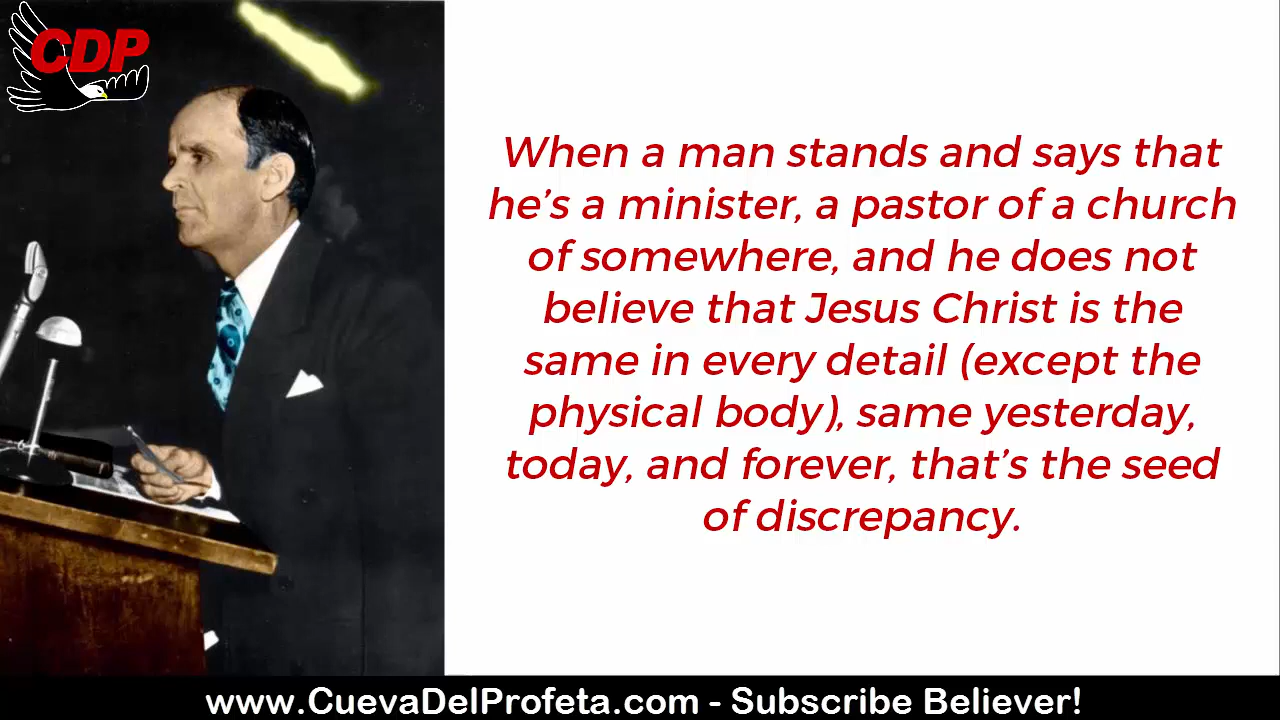 CDP
When a man stands and says that
he’s a minister, a pastor of a church
of somewhere, and he does not
believe that Jesus Christ is the
same in every detail (except the
physical body), same yesterday,
today, and forever, that’s the seed
of discrepancy.
www.CuevaDelProfeta.com - Subscribe Believer!